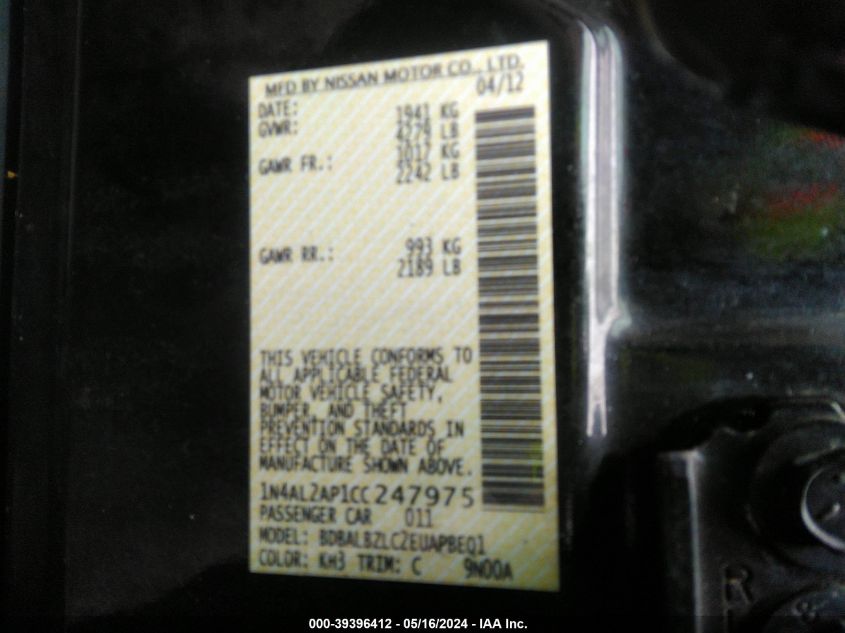 MFD BY NISSAN MOTOR CO., LTD.
DATE: 04/12
GVWR: 1941 KG
4279 LB
GAWR FR.: 1017 KG
2242 LB
GAWR RR.: 993 KG
2189 LB
THIS VEHICLE CONFORMS TO
ALL APPLICABLE FEDERAL
MOTOR VEHICLE SAFETY,
BUMPER, AND THEFT
PREVENTION STANDARDS IN
EFFECT ON THE DATE OF
MANUFACTURE SHOWN ABOVE.
1N4AL2AP1CC247975
PASSENGER CAR 011
MODEL: BDBALBZLC2EUAPBEQ1
COLOR: KH3 TRIM: C 9N00A
R
000-39396412 - 05/16/2024 - IAA Inc.